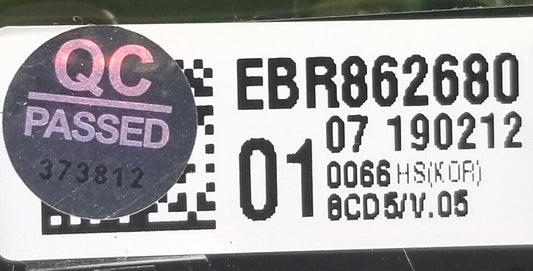 QC
PASSED
373812
EBR862680
07 190212
01
0066 HS(KOR)
8CD5/V.05